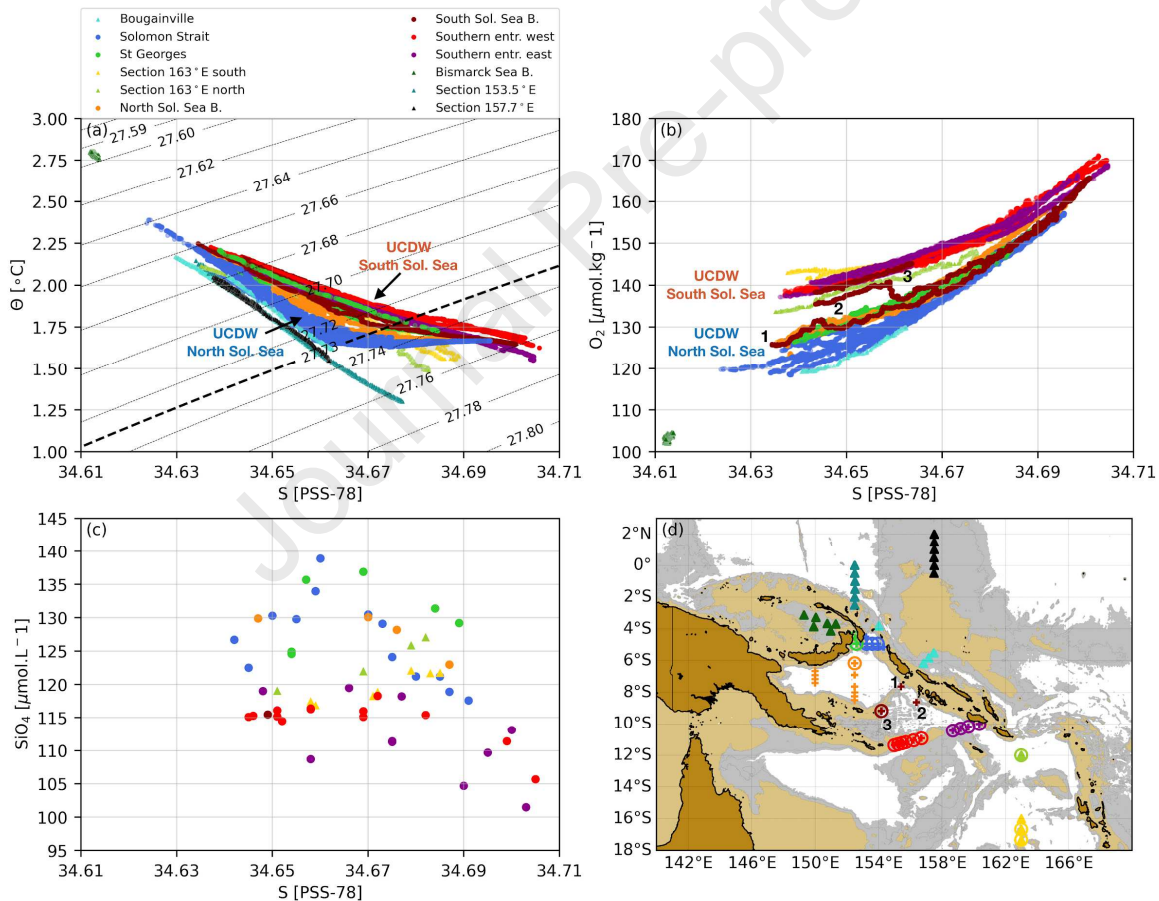 Journal Pre-pro
Bougainville
Solomon Strait
St Georges
Section 163°E south
Section 163°E north
North Sol. Sea B.
South Sol. Sea B.
Southern entr. west
Southern entr. east
Bismarck Sea B.
Section 153.5°E
Section 157.7°E
(a)
3.00
2.75
2.50
2.25
2.00
1.75
1.50
1.25
1.00
Θ [∘C]
27.59
27.60
27.62
27.64
27.66
27.68
27.70
27.72
27.73
27.74
27.76
27.78
27.80
UCDW
South Sol. Sea
UCDW
North Sol. Sea
34.61 34.63 34.65 34.67 34.69 34.71
S [PSS-78]
(b)
180
170
160
150
140
130
120
110
100
O2 [μmol.kg − 1]
UCDW
South Sol. Sea
UCDW
North Sol. Sea
1
2
3
34.61 34.63 34.65 34.67 34.69 34.71
S [PSS-78]
(c)
145
140
135
130
125
120
115
110
105
100
95
SiO4 [μmol.L − 1]
34.61 34.63 34.65 34.67 34.69 34.71
S [PSS-78]
(d)
2°N
0°
2°S
4°S
6°S
8°S
10°S
12°S
14°S
16°S
18°S
1
2
3
142°E 146°E 150°E 154°E 158°E 162°E 166°E